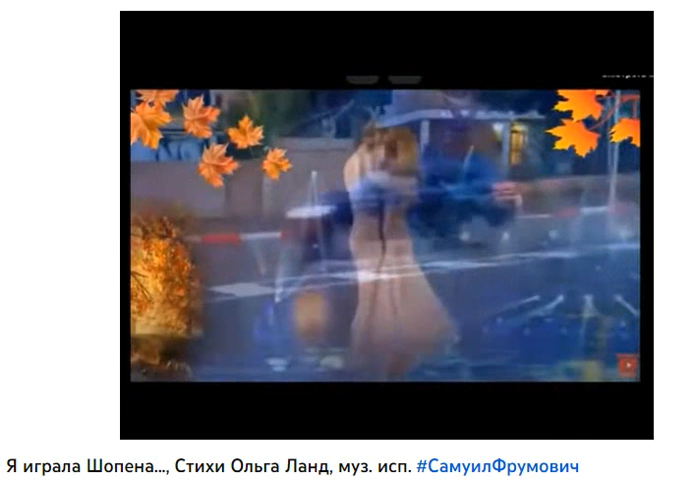 Я играла Шопена..., Стихи Ольга Ланд, муз. исп. #СамуилФрумович